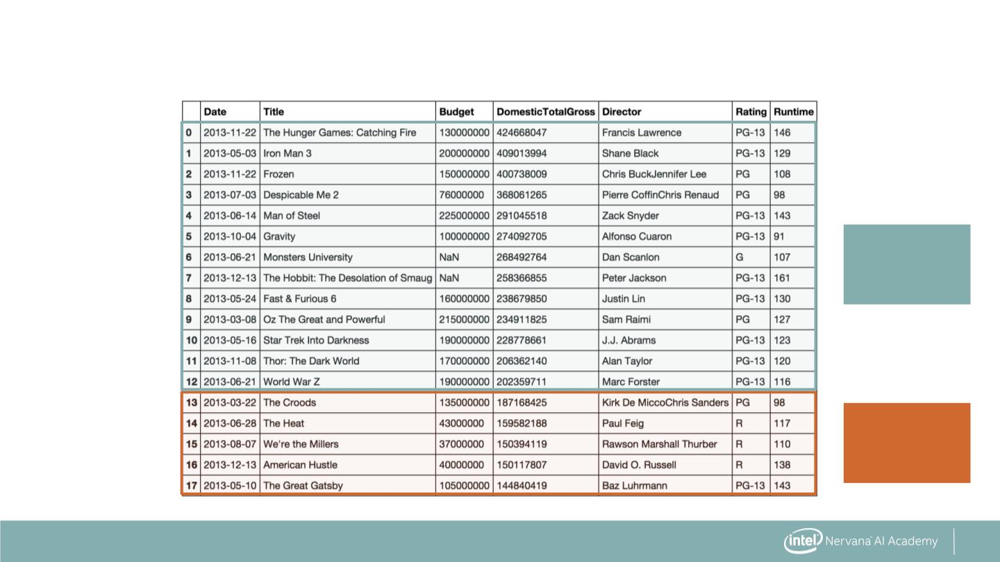 Date Title Budget DomesticTotalGross Director Rating Runtime
0 2013-11-22 The Hunger Games: Catching Fire 130000000 424668047 Francis Lawrence PG-13 146
1 2013-05-03 Iron Man 3 200000000 409013994 Shane Black PG-13 129
2 2013-11-22 Frozen 150000000 400738009 Chris BuckJennifer Lee PG 108
3 2013-07-03 Despicable Me 2 76000000 368061265 Pierre CoffinChris Renaud PG 98
4 2013-06-14 Man of Steel 225000000 291045518 Zack Snyder PG-13 143
5 2013-10-04 Gravity 100000000 274092705 Alfonso Cuaron PG-13 91
6 2013-06-21 Monsters University NaN 268492764 Dan Scanlon G 107
7 2013-12-13 The Hobbit: The Desolation of Smaug NaN 258366855 Peter Jackson PG-13 161
8 2013-05-24 Fast & Furious 6 160000000 238679850 Justin Lin PG-13 130
9 2013-03-08 Oz The Great and Powerful 215000000 234911825 Sam Raimi PG 127
10 2013-05-16 Star Trek Into Darkness 190000000 228778661 J.J. Abrams PG-13 123
11 2013-11-08 Thor: The Dark World 170000000 206362140 Alan Taylor PG-13 120
12 2013-06-21 World War Z 190000000 202359711 Marc Forster PG-13 116
13 2013-03-22 The Croods 135000000 187168425 Kirk De MiccoChris Sanders PG 98
14 2013-06-28 The Heat 43000000 159582188 Paul Feig R 117
15 2013-08-07 We're the Millers 37000000 150394119 Rawson Marshall Thurber R 110
16 2013-12-13 American Hustle 40000000 150117807 David O. Russell R 138
17 2013-05-10 The Great Gatsby 105000000 144840419 Baz Luhrmann PG-13 143
intel Nervana™ AI Academy